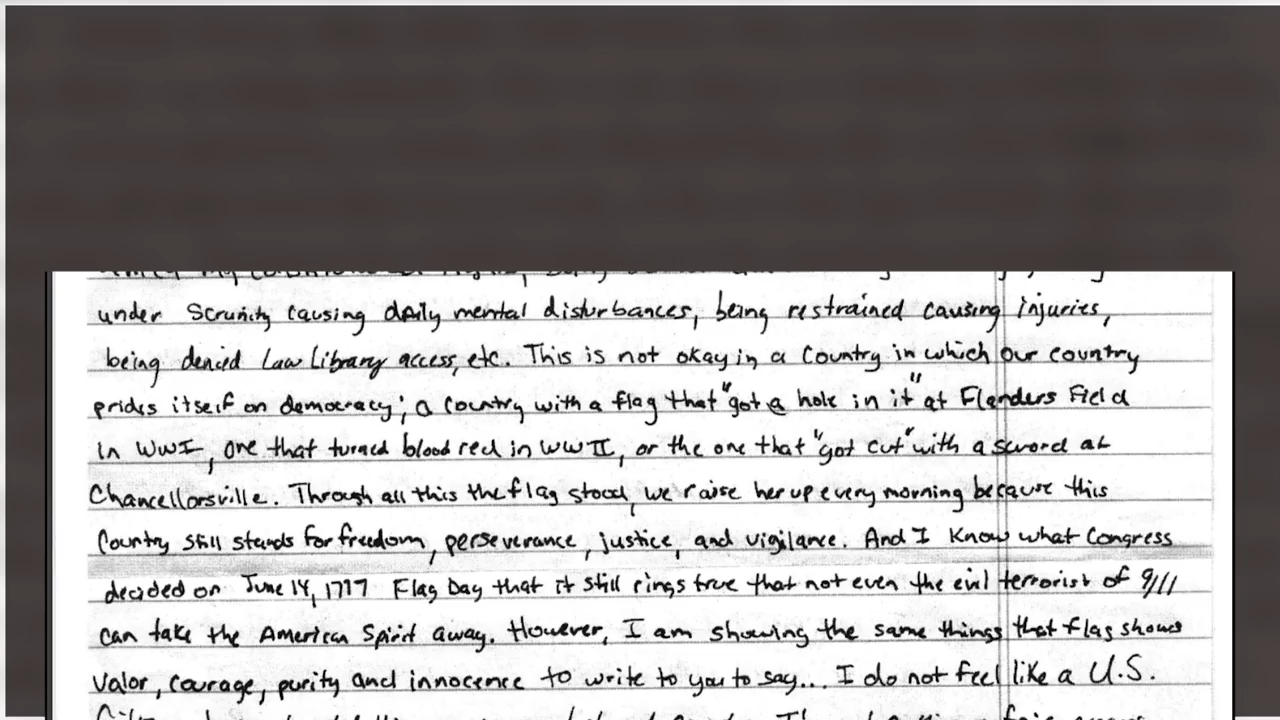 under Scrunity causing daily mental disturbances, being restrained causing injuries,
being denied Law Library access, etc. This is not okay in a Country in which our country
prides itself on democracy; a country with a flag that "got a hole in it" at Flanders Field
in WWI, one that turned blood red in WWII, or the one that "got cut" with a sword at
Chancellorsville. Through all this the flag stood, we raise her up every morning because this
Country still stands for freedom, perseverance, justice, and vigilance. And I Know what Congress
decided on June 14, 1777 Flag Day that it still rings true that not even the evil terrorist of 9/11
can take the American Spirit away. However, I am showing the same things that flag shows
Valor, courage, purity and innocence to write to you to say... I do not feel like a U.S.